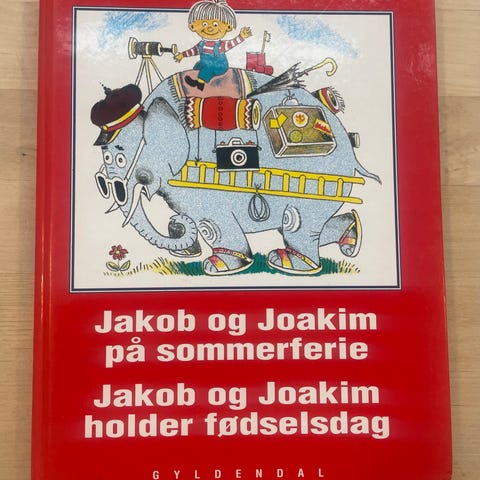 Jakob og Joakim
på sommerferie
Jakob og Joakim
holder fødselsdag
GYLDENDAL